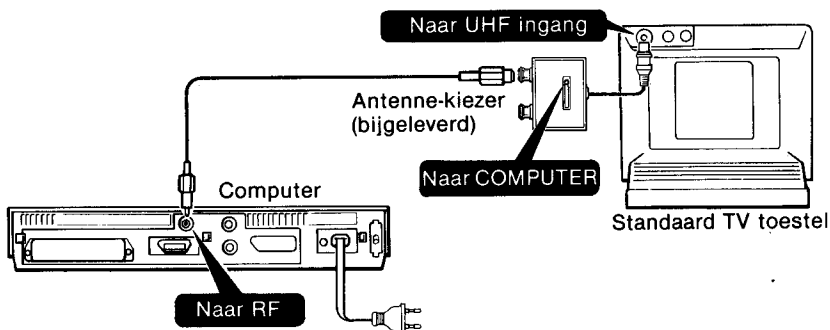 Naar UHF ingang
Antenne-kiezer
(bijgeleverd)
Naar COMPUTER
Computer
Standaard TV toestel
Naar RF